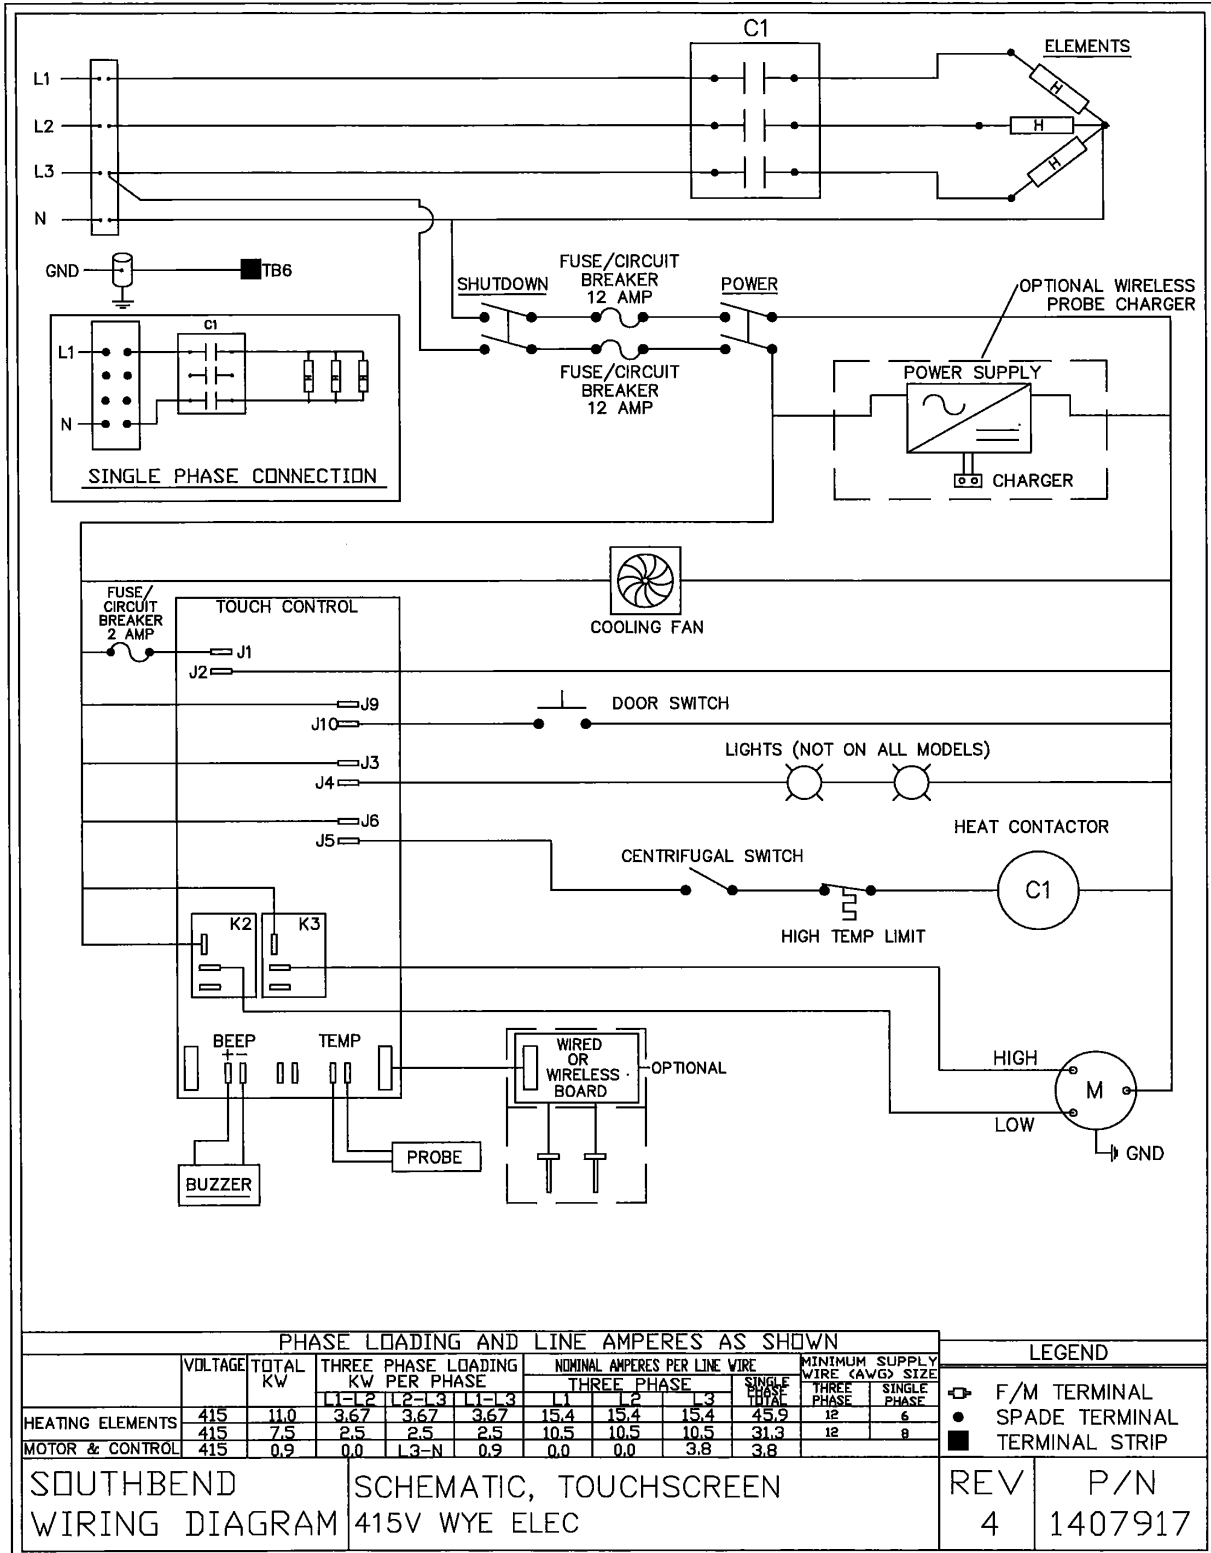 C1
ELEMENTS
L1
H
L2
H
L3
H
N
GND
TB6
FUSE/CIRCUIT
BREAKER
12 AMP
SHUTDOWN
POWER
OPTIONAL WIRELESS
PROBE CHARGER
FUSE/CIRCUIT
BREAKER
12 AMP
C1
L1
H H H
N
SINGLE PHASE CONNECTION
POWER SUPPLY
CHARGER
COOLING FAN
FUSE/
CIRCUIT
BREAKER
2 AMP
TOUCH CONTROL
J1
J2
J9
J10
DOOR SWITCH
J3
J4
LIGHTS (NOT ON ALL MODELS)
J6
J5
HEAT CONTACTOR
CENTRIFUGAL SWITCH
C1
HIGH TEMP LIMIT
K2
K3
BEEP
+ -
TEMP
WIRED
OR
WIRELESS
BOARD
OPTIONAL
HIGH
M
LOW
GND
PROBE
BUZZER
PHASE LOADING AND LINE AMPERES AS SHOWN
VOLTAGE
TOTAL
KW
THREE PHASE LOADING
KW PER PHASE
L1-L2 L2-L3 L1-L3
NOMINAL AMPERES PER LINE WIRE
THREE PHASE
L1 L2 L3
SINGLE
PHASE
TOTAL
MINIMUM SUPPLY
WIRE (AWG) SIZE
THREE
PHASE
SINGLE
PHASE
HEATING ELEMENTS
415 11.0 3.67 3.67 3.67 15.4 15.4 15.4 45.9 12 6
415 7.5 2.5 2.5 2.5 10.5 10.5 10.5 31.3 12 8
MOTOR & CONTROL 415 0.9 0.0 L3-N 0.9 0.0 0.0 3.8 3.8
LEGEND
F/M TERMINAL
SPADE TERMINAL
TERMINAL STRIP
SOUTHBEND
WIRING DIAGRAM
SCHEMATIC, TOUCHSCREEN
415V WYE ELEC
REV
4
P/N
1407917